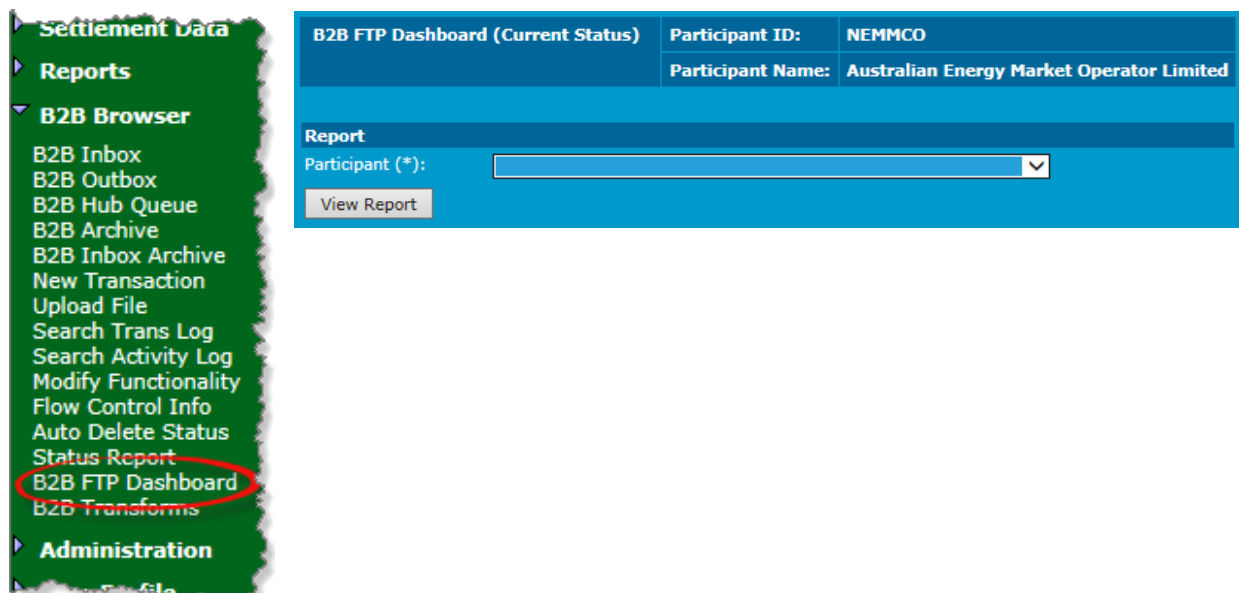 Settlement Data
Reports
B2B Browser
B2B Inbox
B2B Outbox
B2B Hub Queue
B2B Archive
B2B Inbox Archive
New Transaction
Upload File
Search Trans Log
Search Activity Log
Modify Functionality
Flow Control Info
Auto Delete Status
Status Report
B2B FTP Dashboard
B2B Transforms
Administration
B2B FTP Dashboard (Current Status) Participant ID: NEMMCO
Participant Name: Australian Energy Market Operator Limited
Report
Participant (*):
View Report